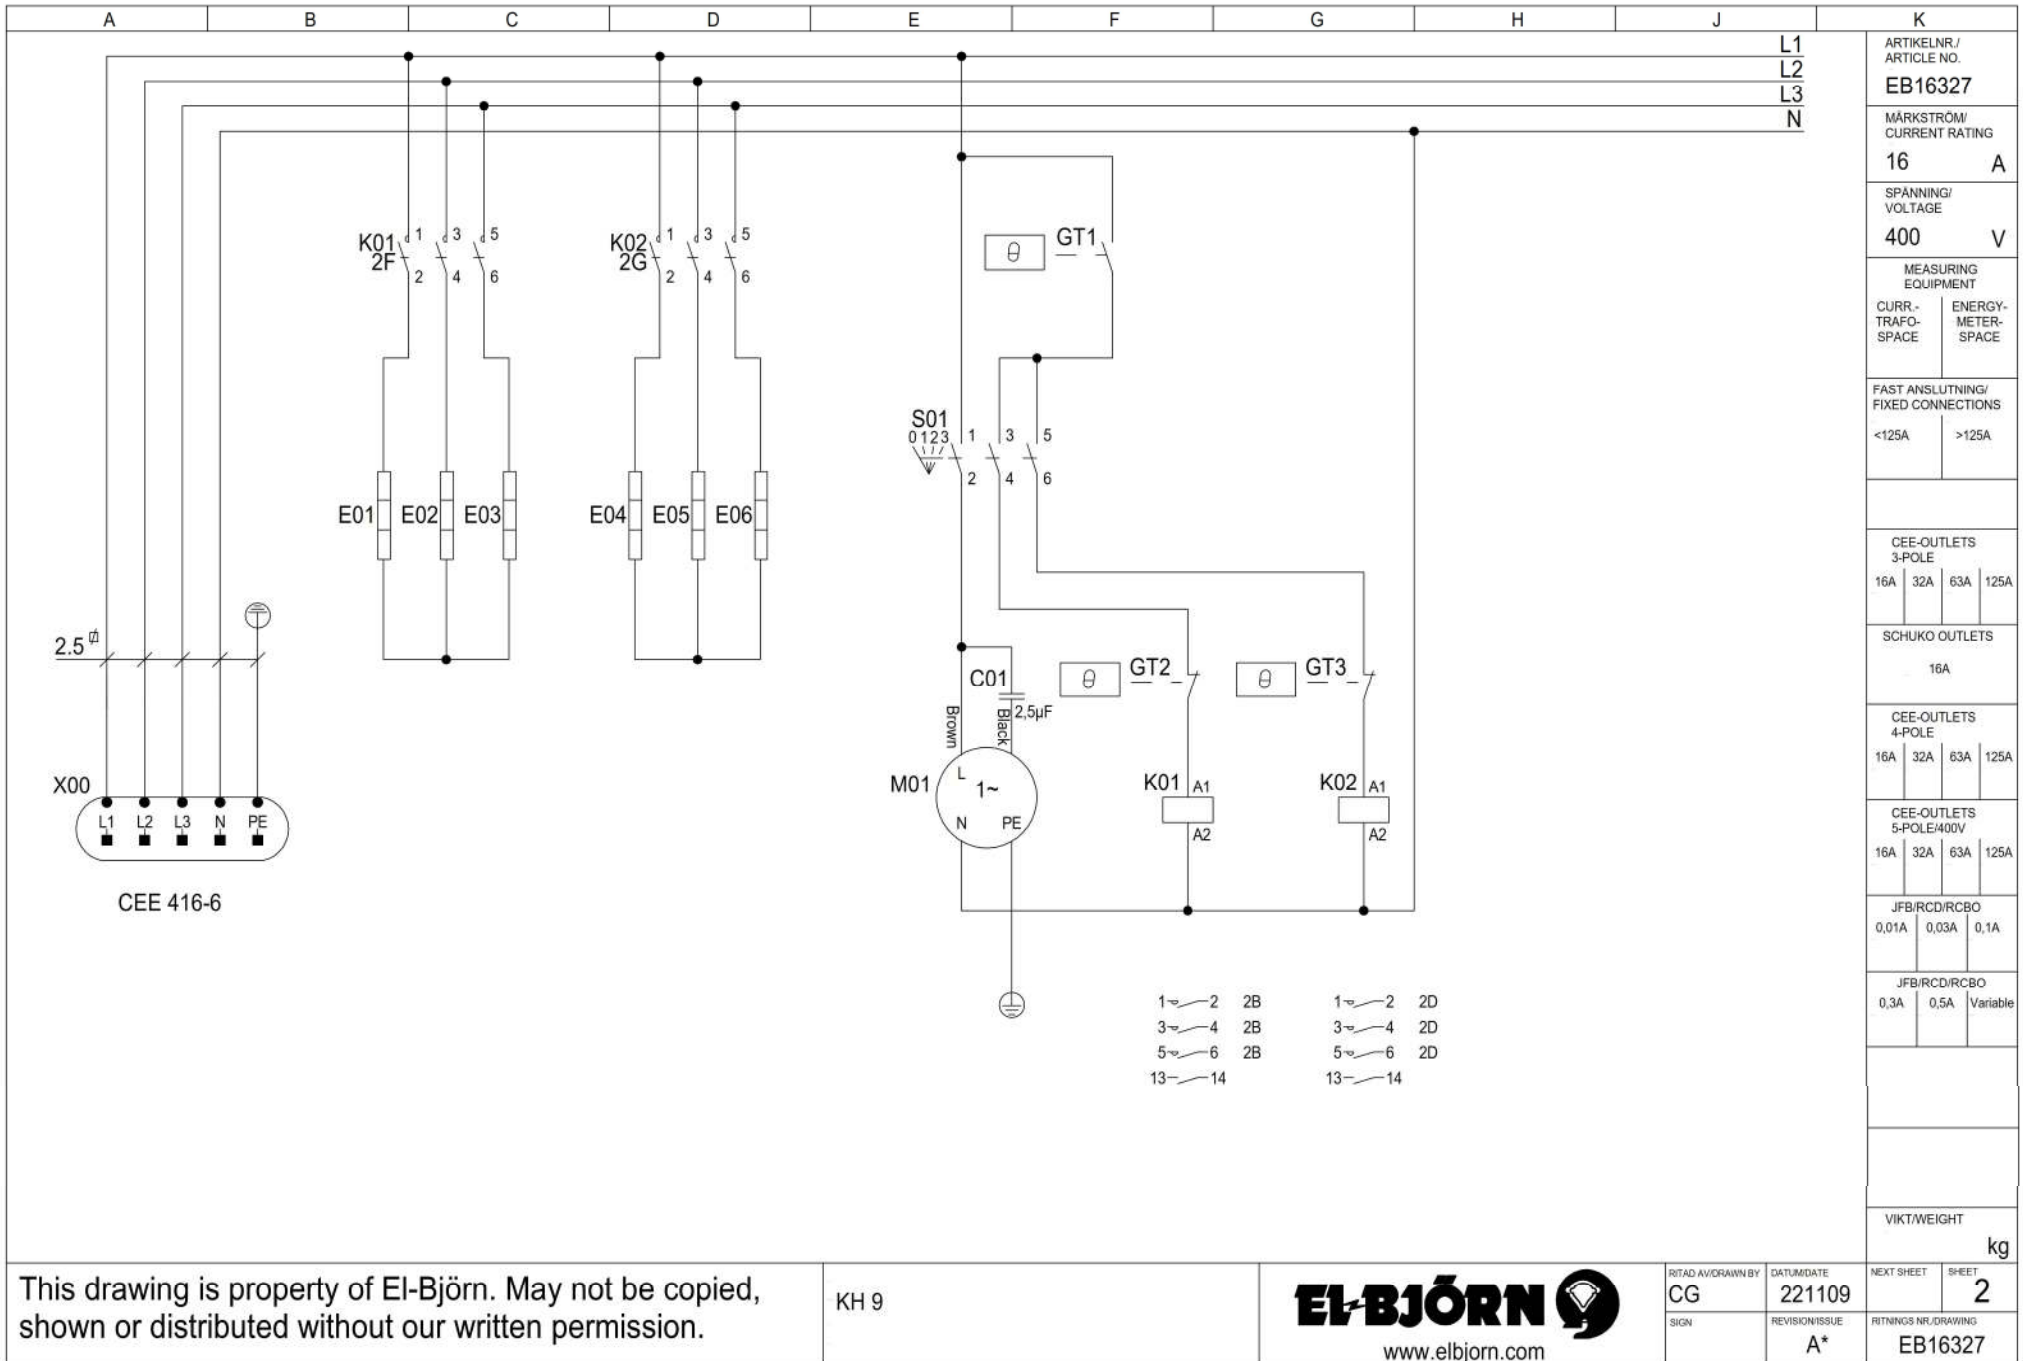 A B C D E F G H J K
L1
L2
L3
N
K01
2F
1 3 5
2 4 6
K02
2G
1 3 5
2 4 6
θ GT1
S01
0 1 2 3
1 3 5
2 4 6
E01 E02 E03
E04 E05 E06
2.5
C01
2,5µF
Brown
Black
θ GT2
θ GT3
M01
L
1~
N PE
K01 A1
A2
K02 A1
A2
X00
L1 L2 L3 N PE
CEE 416-6
1 2 2B
3 4 2B
5 6 2B
13 14
1 2 2D
3 4 2D
5 6 2D
13 14
ARTIKELNR./
ARTICLE NO.
EB16327
MÄRKSTRÖM/
CURRENT RATING
16 A
SPÄNNING/
VOLTAGE
400 V
MEASURING
EQUIPMENT
CURR.-
TRAFO-
SPACE
ENERGY-
METER-
SPACE
FAST ANSLUTNING/
FIXED CONNECTIONS
<125A >125A
CEE-OUTLETS
3-POLE
16A 32A 63A 125A
SCHUKO OUTLETS
16A
CEE-OUTLETS
4-POLE
16A 32A 63A 125A
CEE-OUTLETS
5-POLE/400V
16A 32A 63A 125A
JFB/RCD/RCBO
0,01A 0,03A 0,1A
JFB/RCD/RCBO
0,3A 0,5A Variable
VIKT/WEIGHT
kg
This drawing is property of El-Björn. May not be copied,
shown or distributed without our written permission.
KH 9
EL-BJÖRN
www.elbjorn.com
RITAD AV/DRAWN BY
CG
DATUM/DATE
221109
NEXT SHEET
SHEET
2
SIGN
REVISION/ISSUE
A*
RITNINGS NR./DRAWING
EB16327